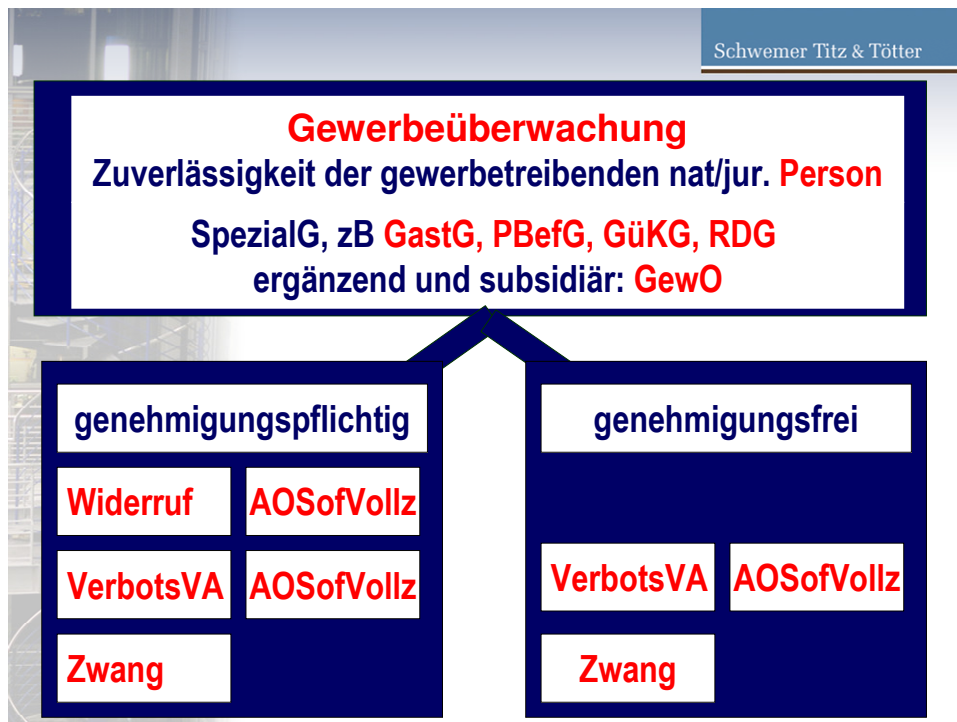 Schwemer Titz & Tötter
Gewerbeüberwachung
Zuverlässigkeit der gewerbetreibenden nat/jur. Person
SpezialG, zB GastG, PBefG, GüKG, RDG
ergänzend und subsidiär: GewO
genehmigungspflichtig
Widerruf AOSofVollz
VerbotsVA AOSofVollz
Zwang
genehmigungsfrei
VerbotsVA AOSofVollz
Zwang